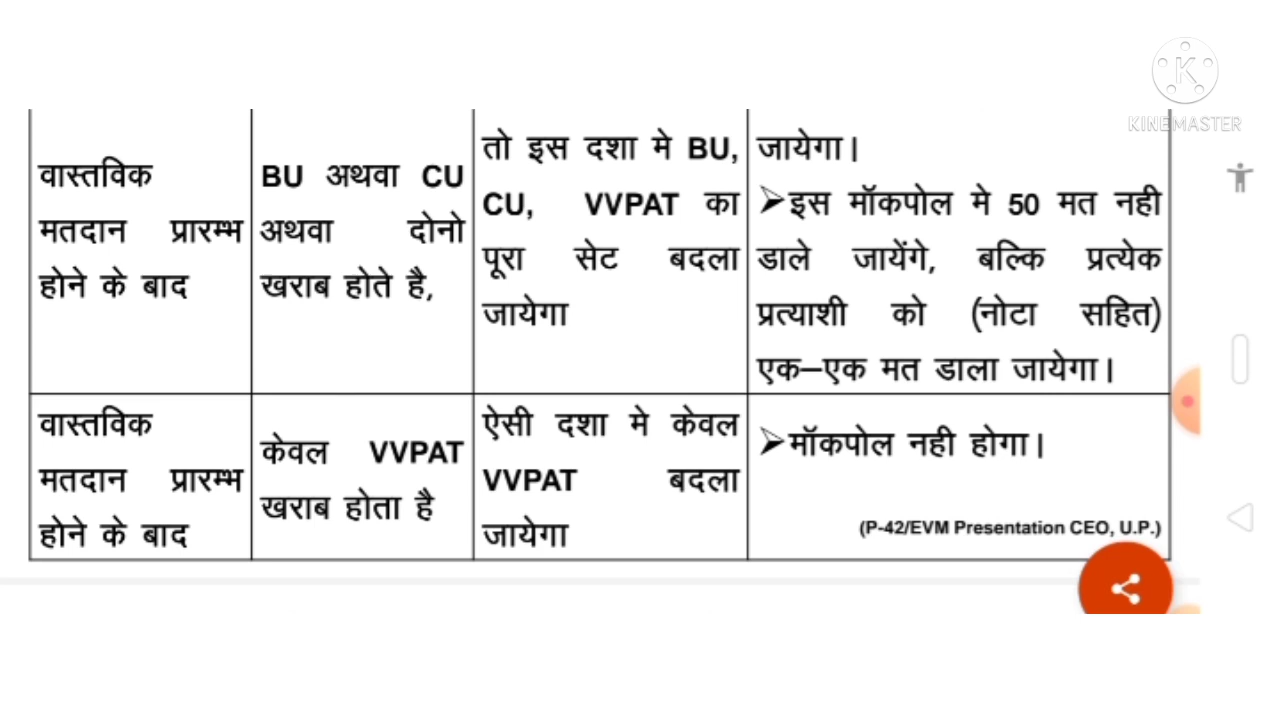 KINEMASTER
वास्तविक
मतदान प्रारम्भ
होने के बाद
BU अथवा CU
अथवा दोनो
खराब होते है,
तो इस दशा मे BU,
CU, VVPAT का
पूरा सेट बदला
जायेगा
जायेगा।
➢इस मॉकपोल मे 50 मत नही
डाले जायेंगे, बल्कि प्रत्येक
प्रत्याशी को (नोटा सहित)
एक–एक मत डाला जायेगा।
वास्तविक
मतदान प्रारम्भ
होने के बाद
केवल VVPAT
खराब होता है
ऐसी दशा मे केवल
VVPAT बदला
जायेगा
➢मॉकपोल नही होगा।
(P-42/EVM Presentation CEO, U.P.)